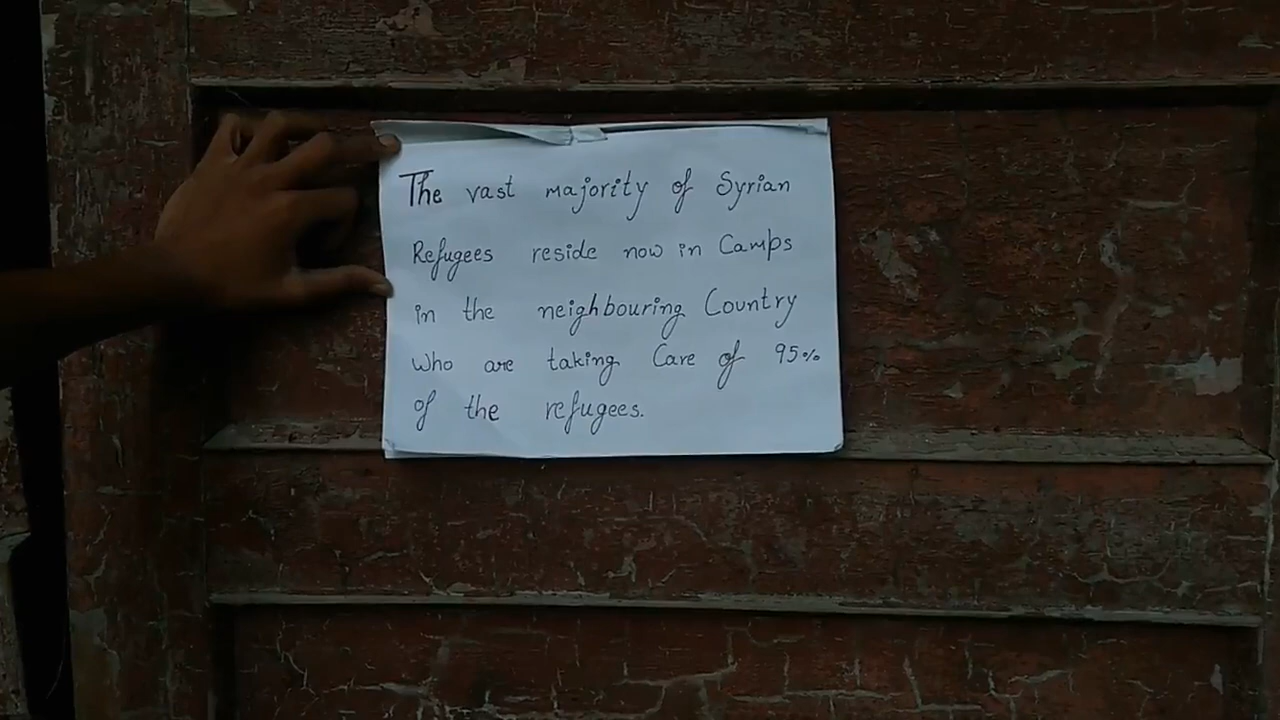 The vast majority of Syrian
Refugees reside now in Camps
in the neighbouring Country
who are taking Care of 95%
of the refugees.